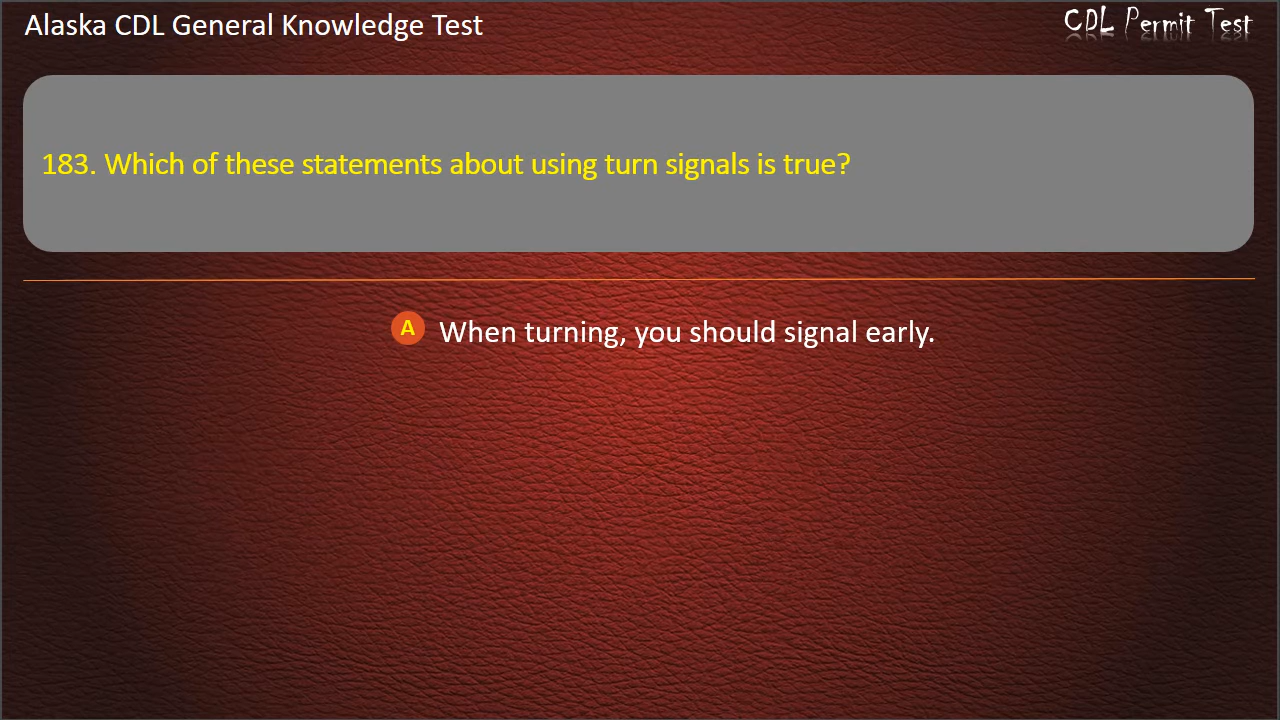 Alaska CDL General Knowledge Test
CDL Permit Test
183. Which of these statements about using turn signals is true?
A When turning, you should signal early.